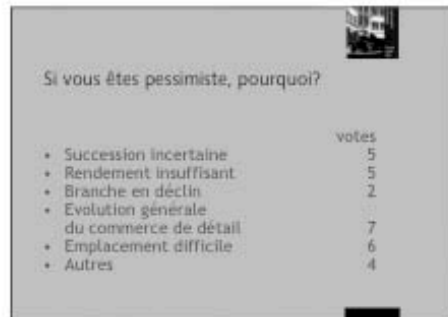 Si vous êtes pessimiste, pourquoi?
votes
• Succession incertaine 5
• Rendement insuffisant 5
• Branche en déclin 2
• Evolution générale
du commerce de détail 7
• Emplacement difficile 6
• Autres 4